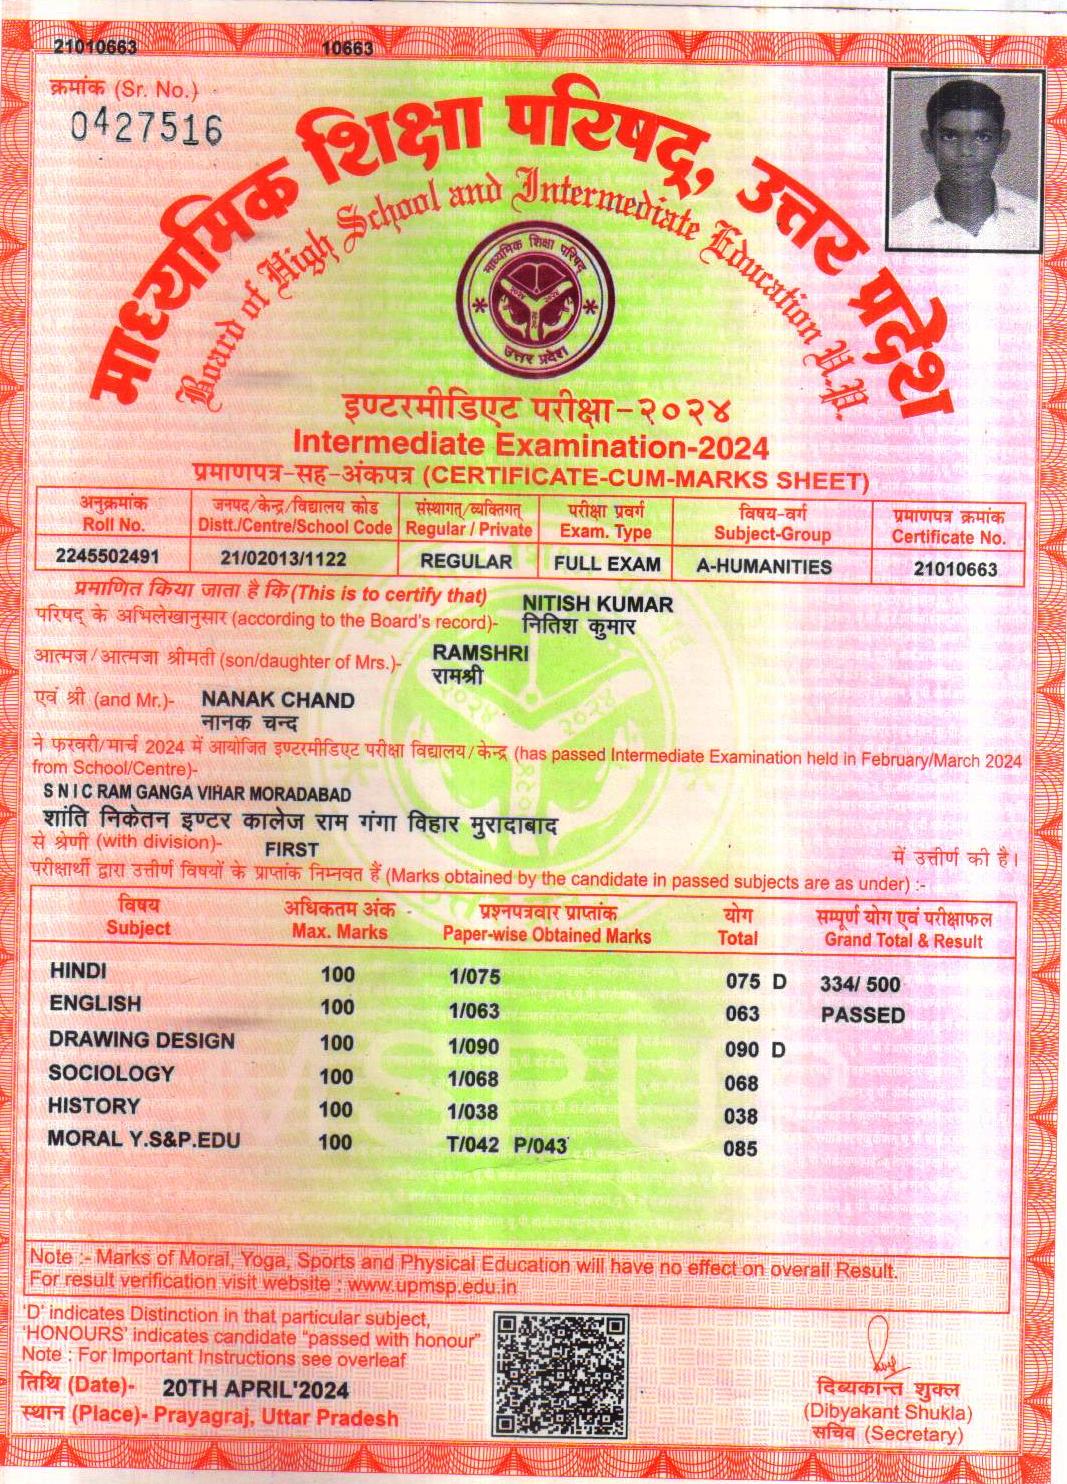 21010663 10663
क्रमांक (Sr. No.)
0427516
माध्यमिक शिक्षा परिषद्, उत्तर प्रदेश
Board of High School and Intermediate Education U.P.
माध्यमिक शिक्षा परिषद्
उत्तर प्रदेश
इण्टरमीडिएट परीक्षा-२०२४
Intermediate Examination-2024
प्रमाणपत्र-सह-अंकपत्र (CERTIFICATE-CUM-MARKS SHEET)
अनुक्रमांक जनपद/केन्द्र/विद्यालय कोड संस्थागत्/व्यक्तिगत् परीक्षा प्रवर्ग विषय-वर्ग प्रमाणपत्र क्रमांक
Roll No. Distt./Centre/School Code Regular / Private Exam. Type Subject-Group Certificate No.
2245502491 21/02013/1122 REGULAR FULL EXAM A-HUMANITIES 21010663
प्रमाणित किया जाता है कि (This is to certify that) NITISH KUMAR
परिषद् के अभिलेखानुसार (according to the Board's record)- नितिश कुमार
आत्मज/आत्मजा श्रीमती (son/daughter of Mrs.)- RAMSHRI
रामश्री
एवं श्री (and Mr.)- NANAK CHAND
नानक चन्द
ने फरवरी/मार्च 2024 में आयोजित इण्टरमीडिएट परीक्षा विद्यालय/केन्द्र (has passed Intermediate Examination held in February/March 2024
from School/Centre)-
S N I C RAM GANGA VIHAR MORADABAD
शांति निकेतन इण्टर कालेज राम गंगा विहार मुरादाबाद
से श्रेणी (with division)- FIRST में उत्तीर्ण की है।
परीक्षार्थी द्वारा उत्तीर्ण विषयों के प्राप्तांक निम्नवत हैं (Marks obtained by the candidate in passed subjects are as under) :-
विषय अधिकतम अंक प्रश्नपत्रवार प्राप्तांक योग सम्पूर्ण योग एवं परीक्षाफल
Subject Max. Marks Paper-wise Obtained Marks Total Grand Total & Result
HINDI 100 1/075 075 D 334/ 500
ENGLISH 100 1/063 063 PASSED
DRAWING DESIGN 100 1/090 090 D
SOCIOLOGY 100 1/068 068
HISTORY 100 1/038 038
MORAL Y.S&P.EDU 100 T/042 P/043 085
Note :- Marks of Moral, Yoga, Sports and Physical Education will have no effect on overall Result.
For result verification visit website : www.upmsp.edu.in
'D' indicates Distinction in that particular subject,
'HONOURS' indicates candidate "passed with honour"
Note : For Important Instructions see overleaf
तिथि (Date)- 20TH APRIL'2024
स्थान (Place)- Prayagraj, Uttar Pradesh
दिब्यकान्त शुक्ल
(Dibyakant Shukla)
सचिव (Secretary)